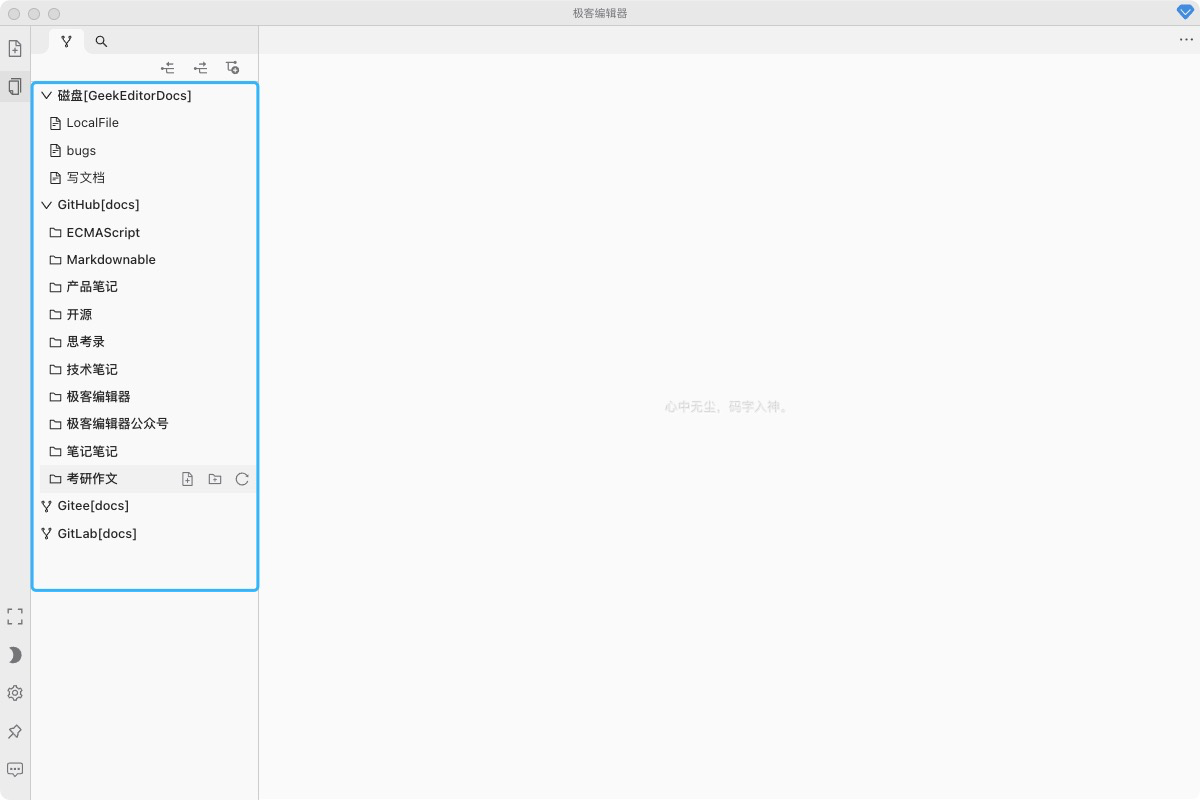 极客编辑器
磁盘[GeekEditorDocs]
LocalFile
bugs
写文档
GitHub[docs]
ECMAScript
Markdownable
产品笔记
开源
思考录
技术笔记
极客编辑器
极客编辑器公众号
笔记笔记
考研作文
Gitee[docs]
GitLab[docs]
心中无尘，码字入神。